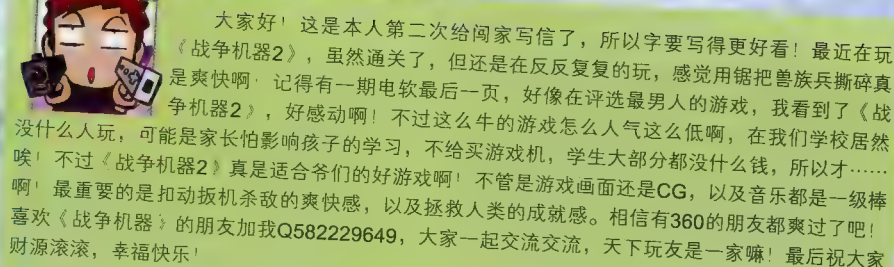 大家好！这是本人第二次给闯家写信了，所以字要写得更好看！最近在玩
《战争机器2》，虽然通关了，但还是在反反复复的玩，感觉用锯把兽族兵撕碎真
是爽快啊！记得有一期电软最后一页，好像在评选最男人的游戏，我看到了《战
争机器2》，好感动啊！不过这么牛的游戏怎么人气这么低啊，在我们学校居然
没什么人玩，可能是家长怕影响孩子的学习，不给买游戏机，学生大部分都没什么钱，所以才……
唉！不过《战争机器2》真是适合爷们的好游戏啊！不管是游戏画面还是CG，以及音乐都是一级棒
啊！最重要的是扣动扳机杀敌的爽快感，以及拯救人类的成就感。相信有360的朋友都爽过了吧！
喜欢《战争机器》的朋友加我Q582229649，大家一起交流交流，天下玩友是一家嘛！最后祝大家
财源滚滚，幸福快乐！